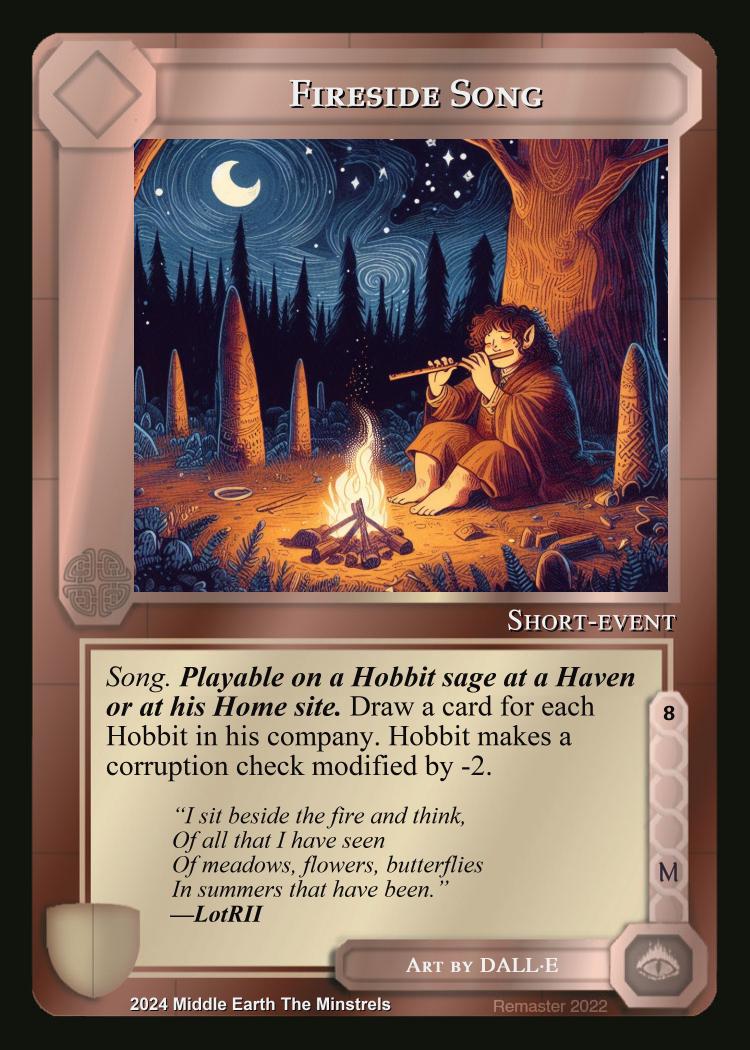 Fireside Song
Short-event
Song. Playable on a Hobbit sage at a Haven
or at his Home site. Draw a card for each
Hobbit in his company. Hobbit makes a
corruption check modified by -2.
8
“I sit beside the fire and think,
Of all that I have seen
Of meadows, flowers, butterflies
In summers that have been.”
—LotRII
M
Art by DALL·E
2024 Middle Earth The Minstrels
Remaster 2022